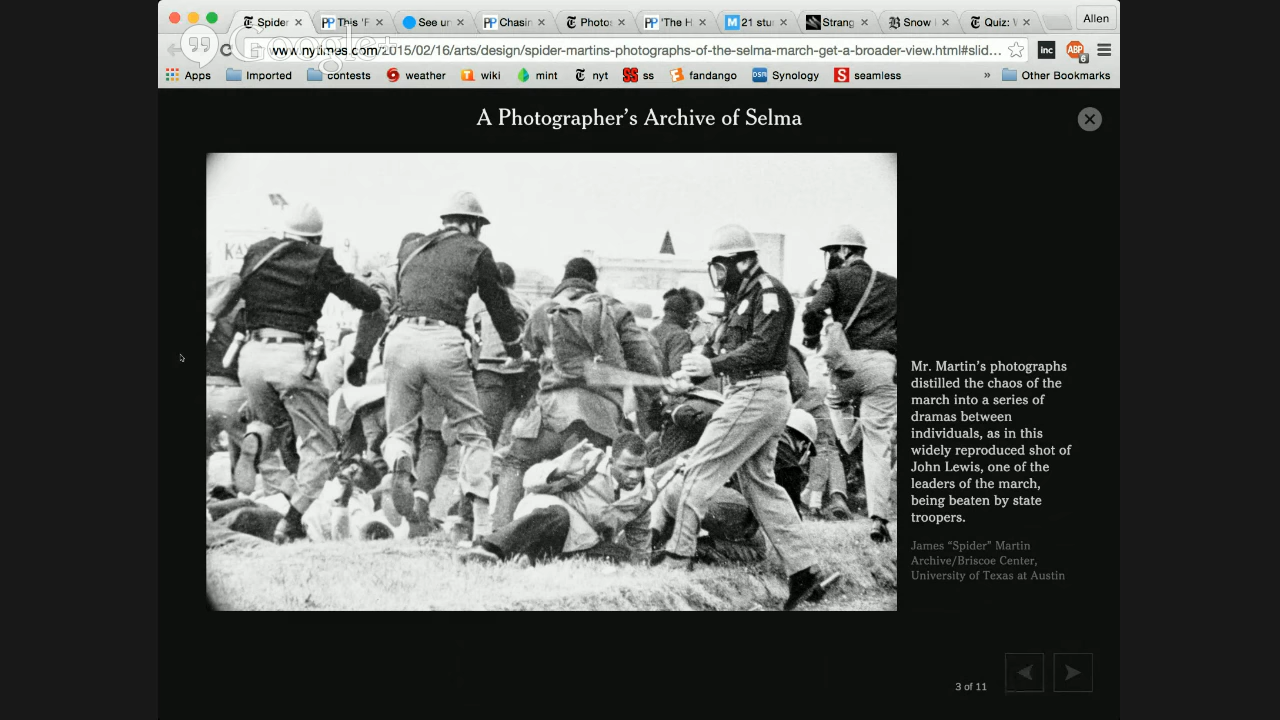 Spider
This 'F
See ur
Chasin
Photo
'The H
21 stu
Strang
Snow
Quiz: V
Allen
Google+
www.nytimes.com/2015/02/16/arts/design/spider-martins-photographs-of-the-selma-march-get-a-broader-view.html#slid...
inc
ABP
6
Apps
Imported
contests
weather
wiki
mint
nyt
ss
fandango
Synology
seamless
»
Other Bookmarks
A Photographer's Archive of Selma
Mr. Martin's photographs
distilled the chaos of the
march into a series of
dramas between
individuals, as in this
widely reproduced shot of
John Lewis, one of the
leaders of the march,
being beaten by state
troopers.
James “Spider” Martin
Archive/Briscoe Center,
University of Texas at Austin
3 of 11